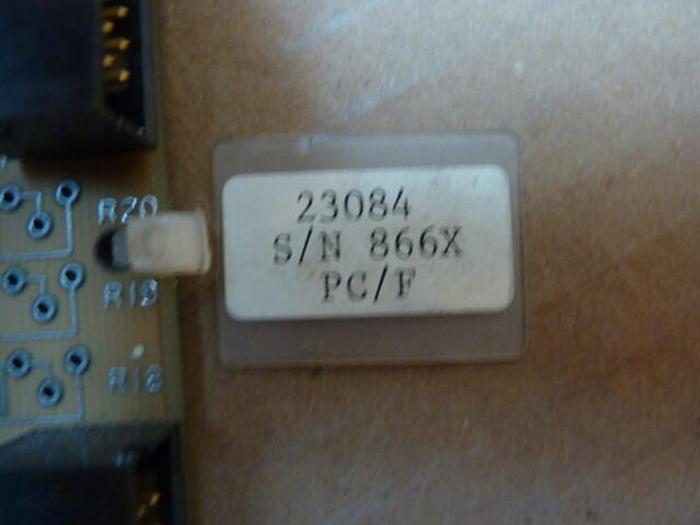 23084
S/N 866X
PC/F
R20
R19
R18